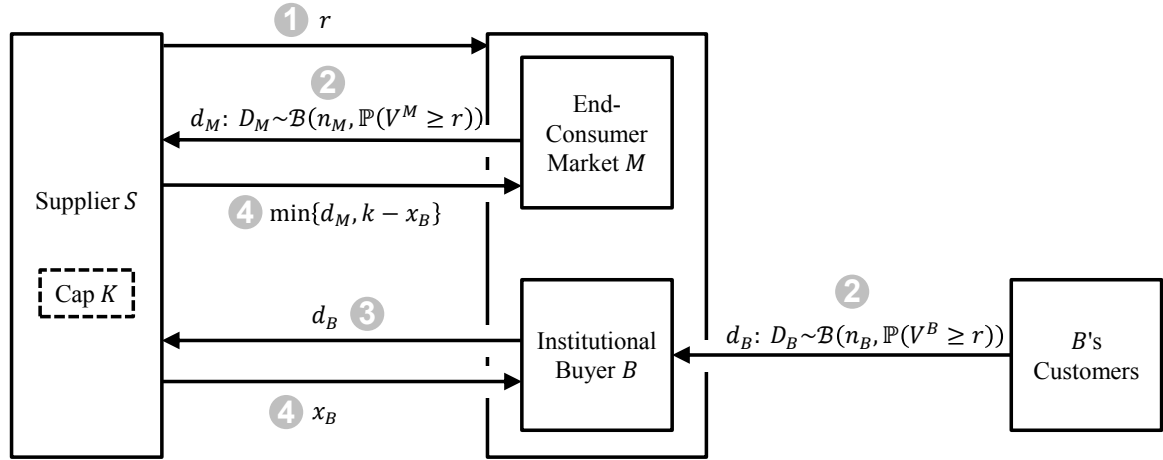 1 r
2
d_M: D_M~ℬ(n_M, ℙ(V^M ≥ r))
End-
Consumer
Market M
Supplier S
4 min{d_M, k − x_B}
Cap K
d_B 3
Institutional
Buyer B
4 x_B
2
d_B: D_B~ℬ(n_B, ℙ(V^B ≥ r))
B's
Customers